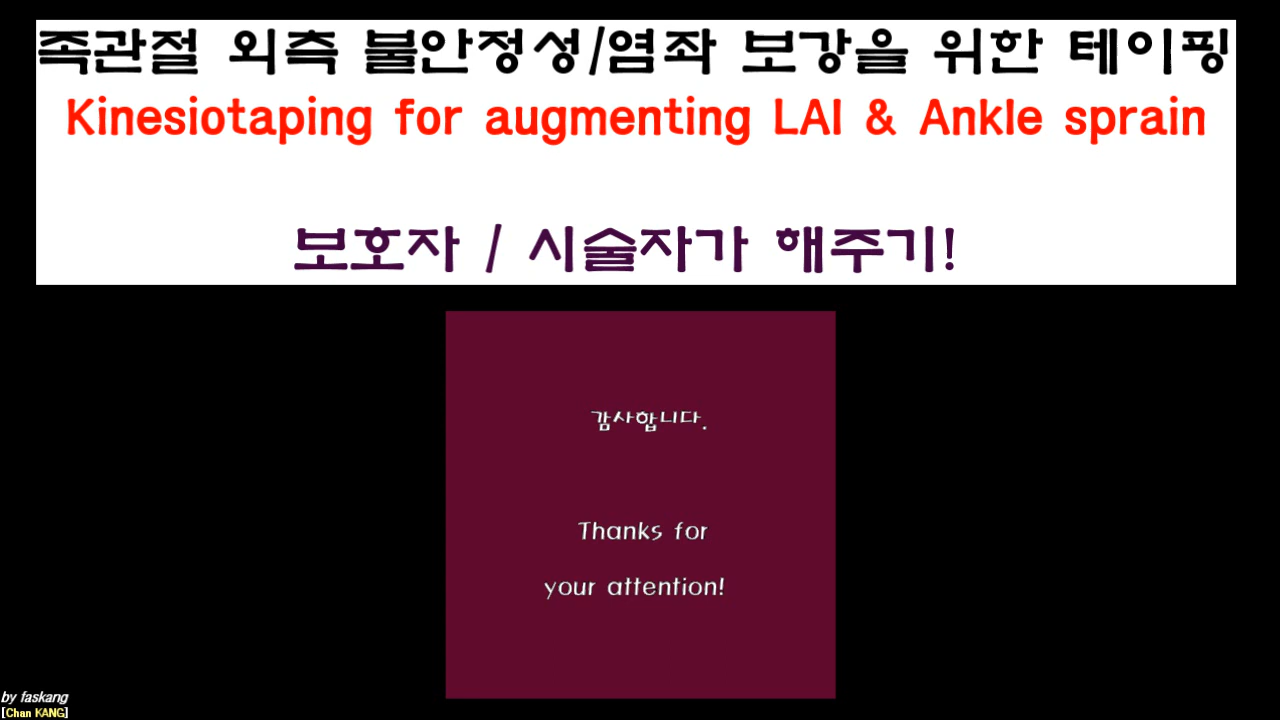 족관절 외측 불안정성/염좌 보강을 위한 테이핑
Kinesiotaping for augmenting LAI & Ankle sprain
보호자 / 시술자가 해주기!
감사합니다.
Thanks for
your attention!
by faskang
[Chan KANG]